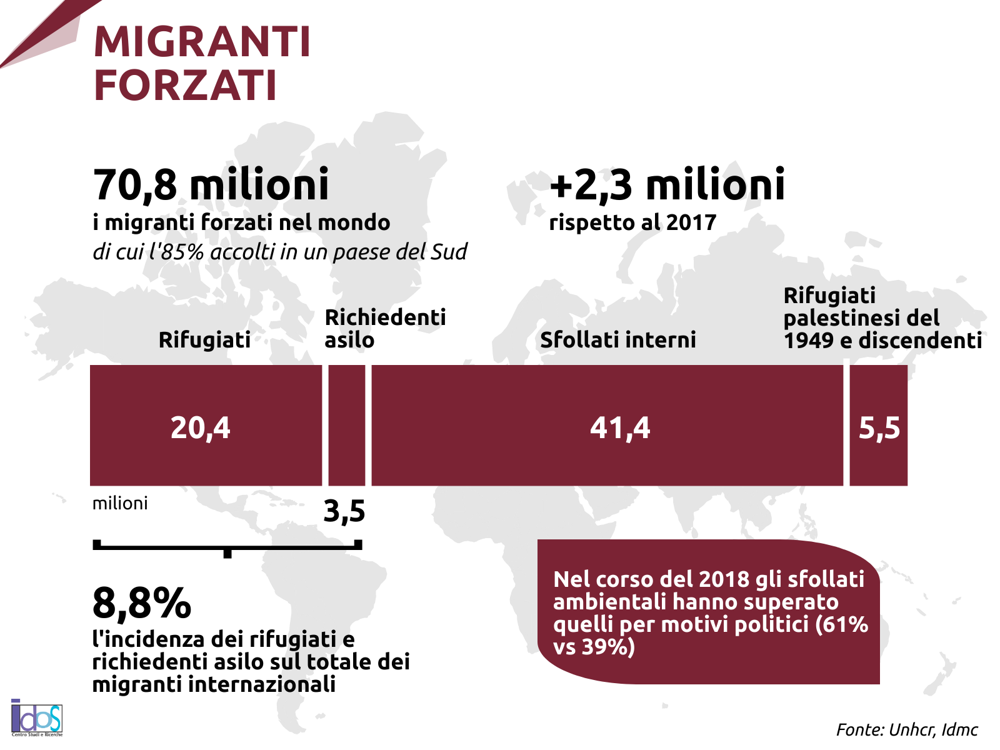 MIGRANTI
FORZATI
70,8 milioni
i migranti forzati nel mondo
di cui l'85% accolti in un paese del Sud
+2,3 milioni
rispetto al 2017
Rifugiati
Richiedenti
asilo
Sfollati interni
Rifugiati
palestinesi del
1949 e discendenti
20,4
41,4
5,5
milioni
3,5
8,8%
l'incidenza dei rifugiati e
richiedenti asilo sul totale dei
migranti internazionali
Nel corso del 2018 gli sfollati
ambientali hanno superato
quelli per motivi politici (61%
vs 39%)
Idos
Centro Studi e Ricerche
Fonte: Unhcr, Idmc